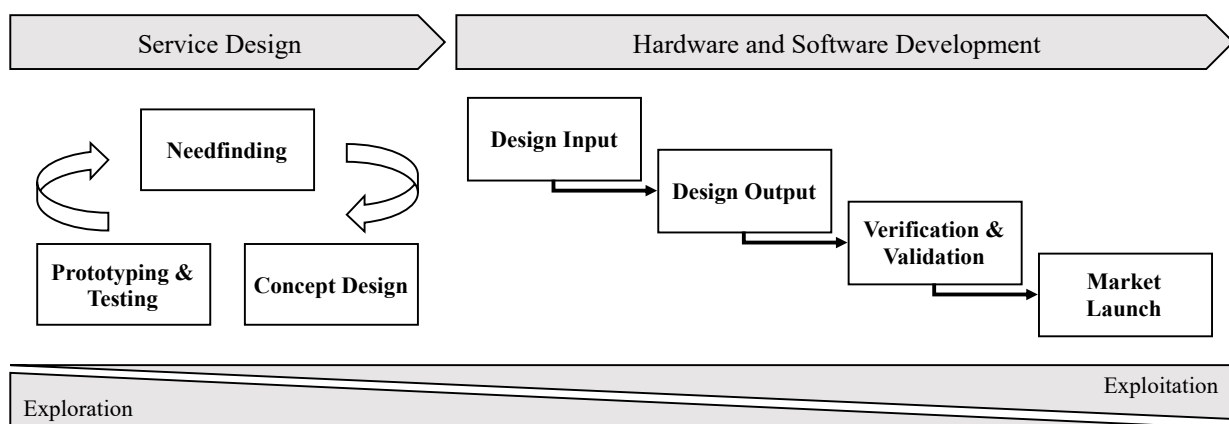 Service Design
Hardware and Software Development
Needfinding
Prototyping &
Testing
Concept Design
Design Input
Design Output
Verification &
Validation
Market
Launch
Exploitation
Exploration